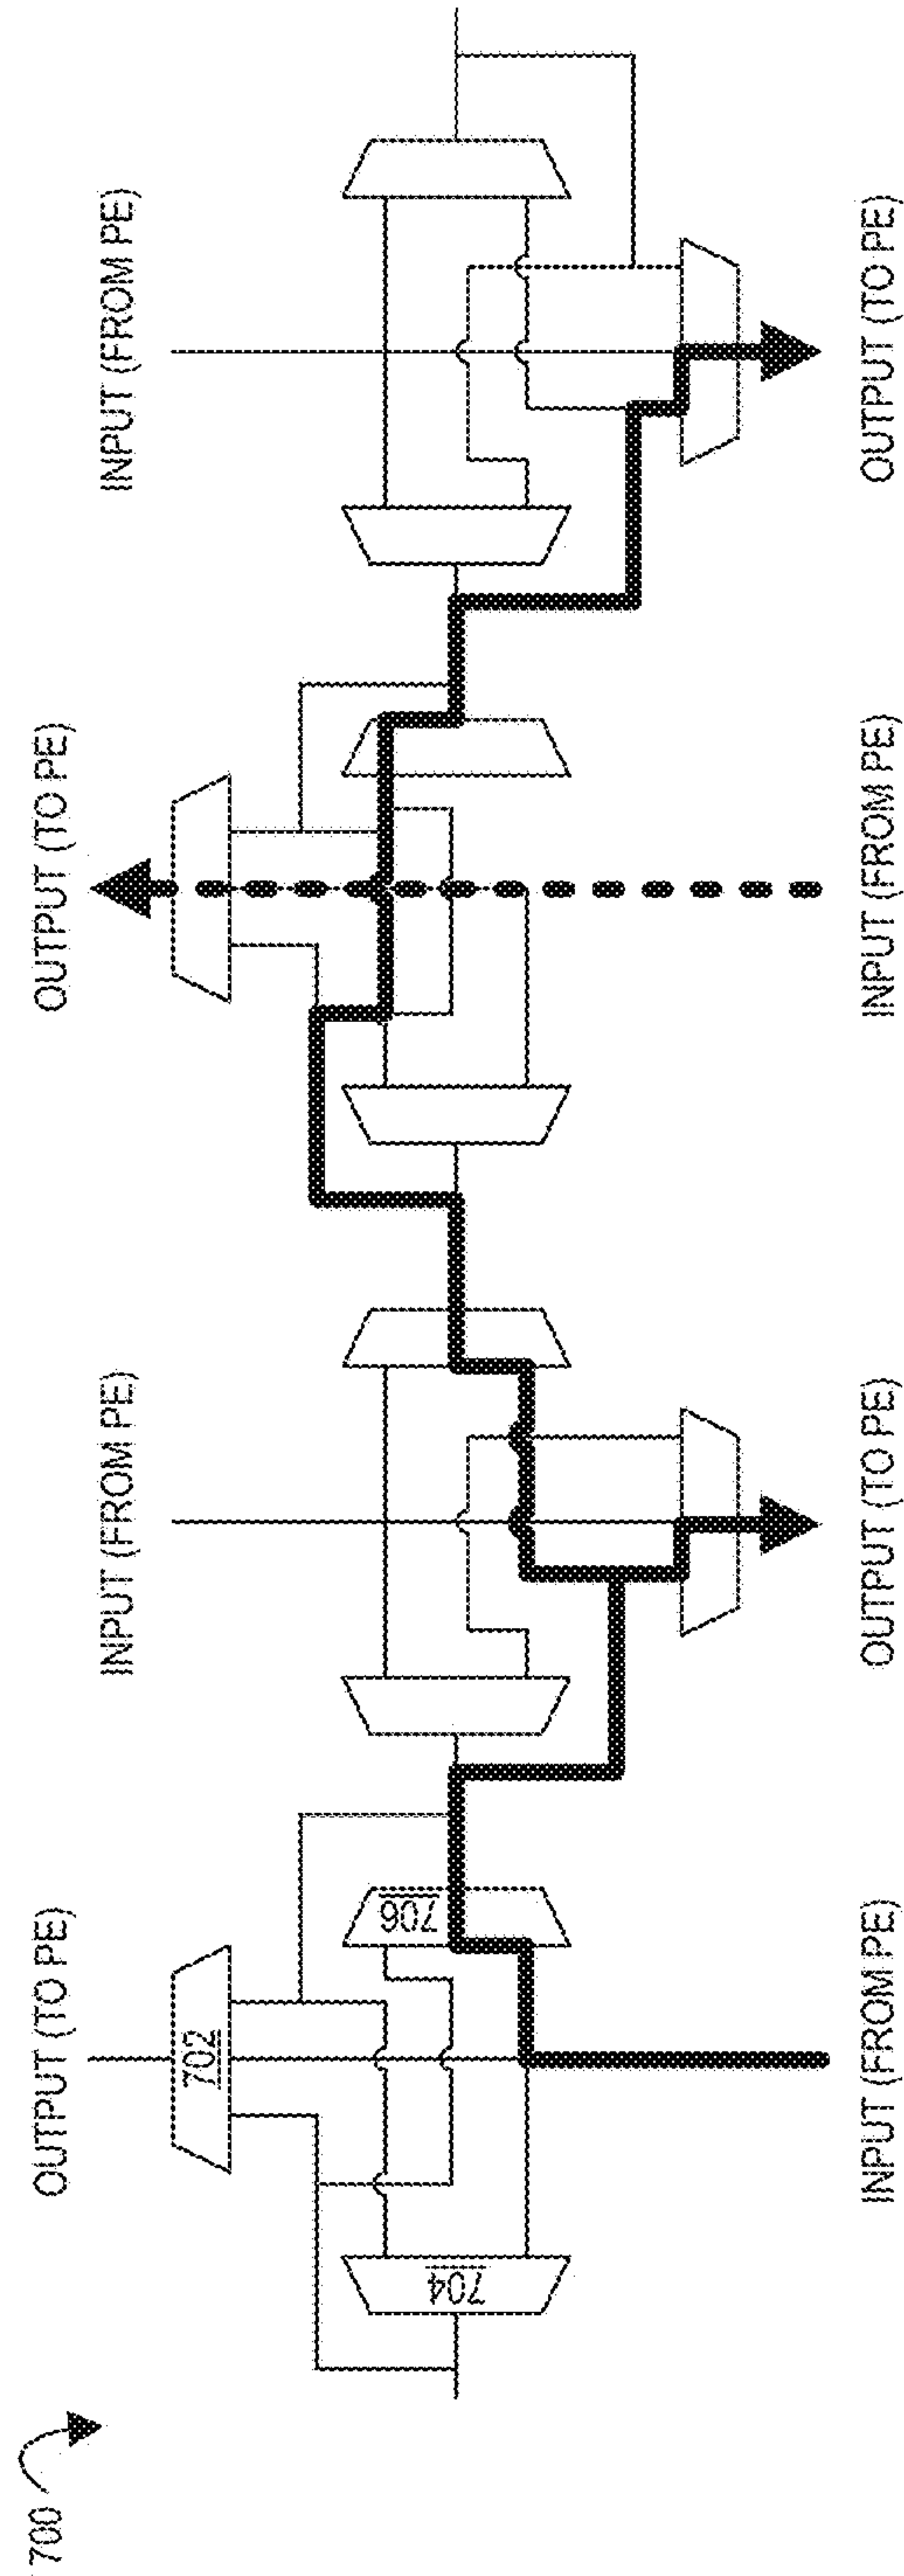 700
OUTPUT (TO PE)
INPUT (FROM PE)
OUTPUT (TO PE)
INPUT (FROM PE)
702
704
706
INPUT (FROM PE)
OUTPUT (TO PE)
INPUT (FROM PE)
OUTPUT (TO PE)